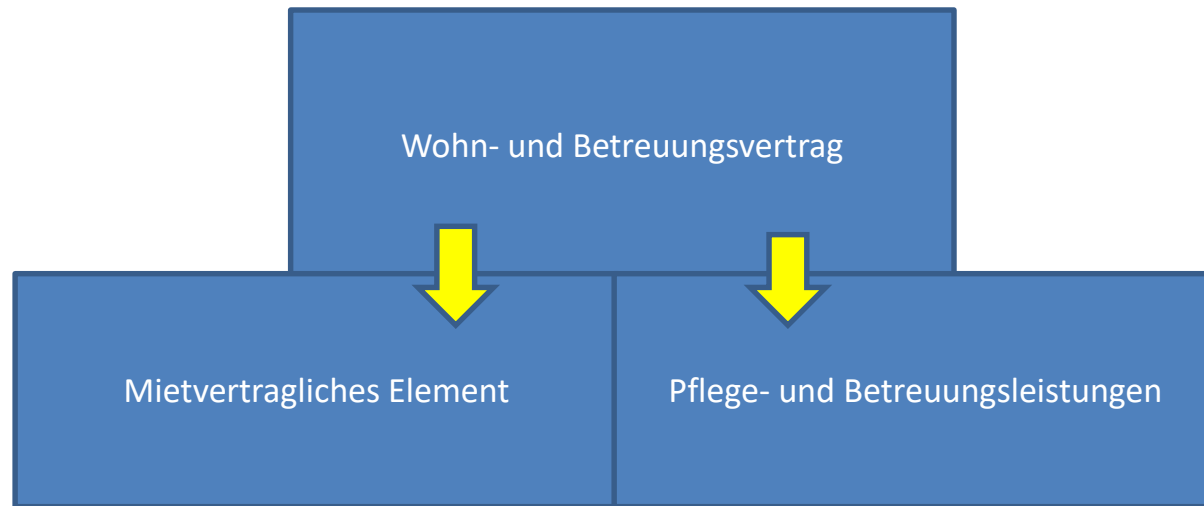 Wohn- und Betreuungsvertrag
Mietvertragliches Element
Pflege- und Betreuungsleistungen